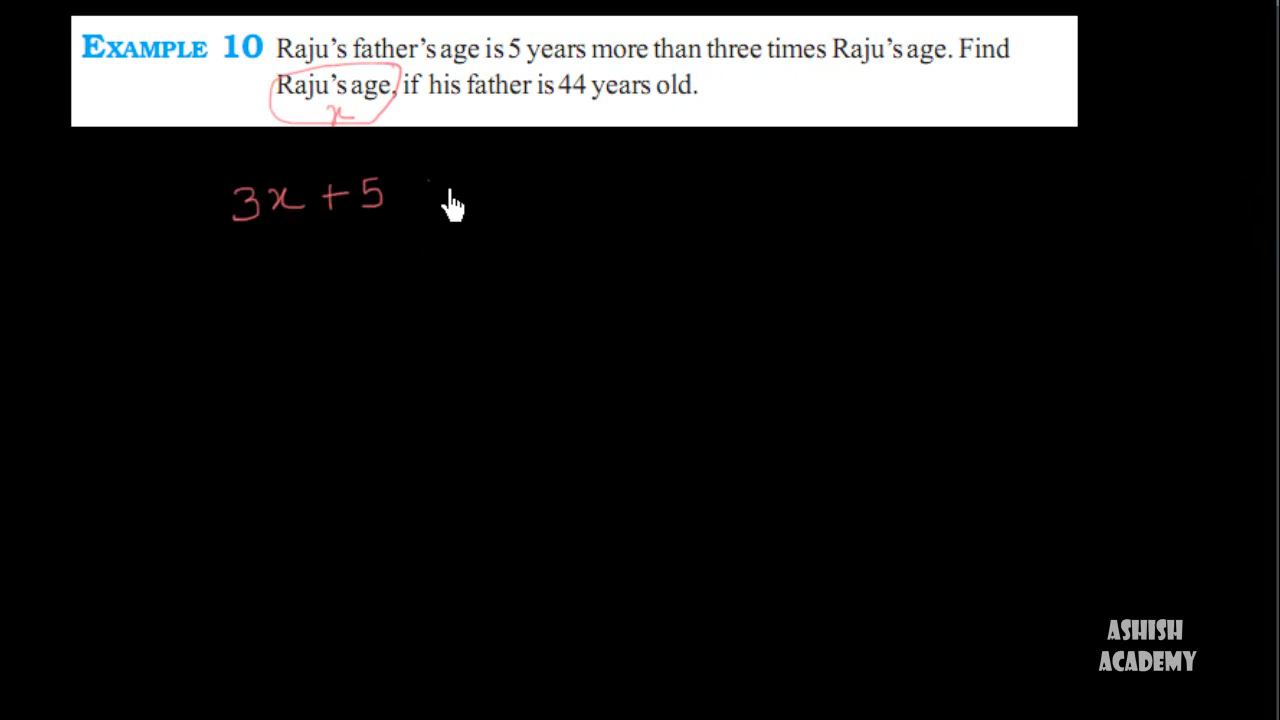 EXAMPLE 10 Raju's father's age is 5 years more than three times Raju's age. Find
Raju's age, if his father is 44 years old.
x
3x + 5
ASHISH
ACADEMY